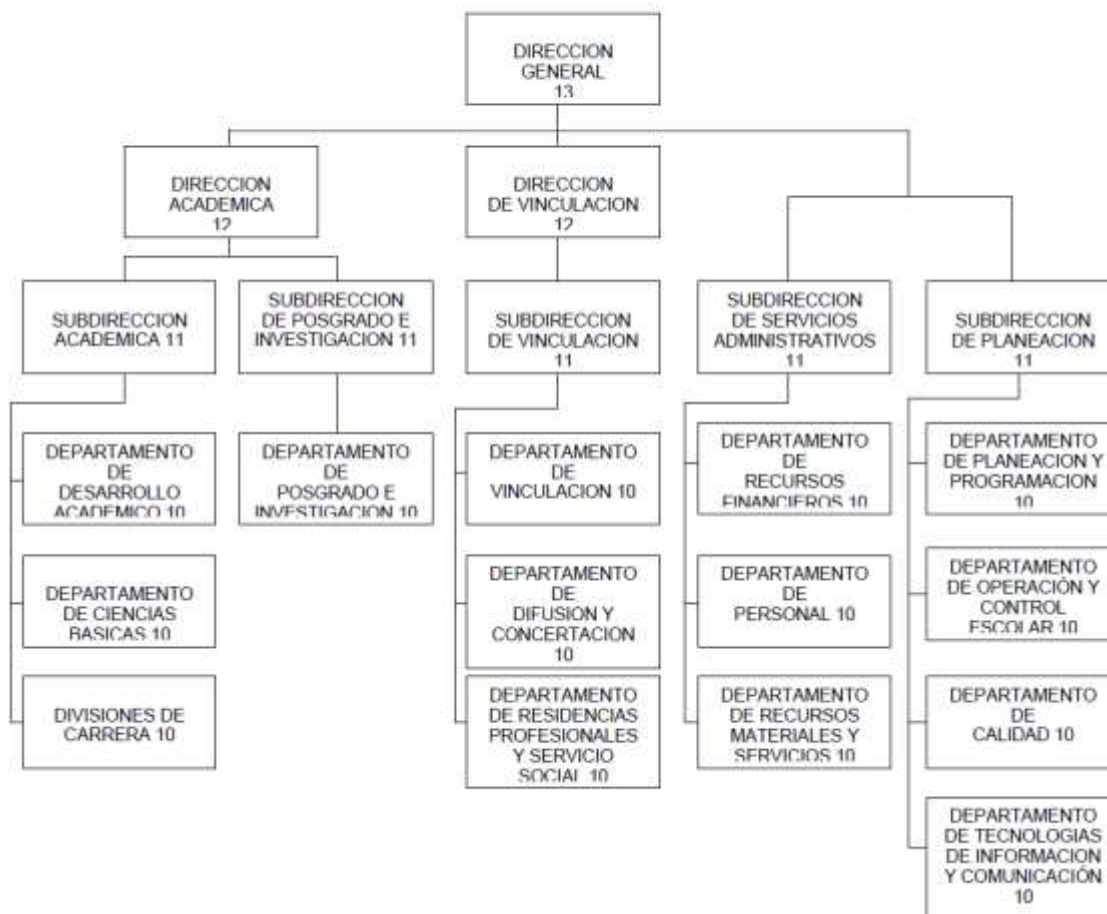 DIRECCION
GENERAL
13
DIRECCION
ACADEMICA
12
DIRECCION
DE VINCULACION
12
SUBDIRECCION
ACADEMICA 11
SUBDIRECCION
DE POSGRADO E
INVESTIGACION 11
SUBDIRECCION
DE VINCULACION
11
SUBDIRECCION
DE SERVICIOS
ADMINISTRATIVOS
11
SUBDIRECCION
DE PLANEACION
11
DEPARTAMENTO
DE
DESARROLLO
ACADEMICO 10
DEPARTAMENTO
DE
POSGRADO E
INVESTIGACION 10
DEPARTAMENTO
DE
VINCULACION 10
DEPARTAMENTO
DE
RECURSOS
FINANCIEROS 10
DEPARTAMENTO
DE PLANEACION Y
PROGRAMACION
10
DEPARTAMENTO
DE CIENCIAS
BASICAS 10
DEPARTAMENTO
DE
DIFUSION Y
CONCERTACION
10
DEPARTAMENTO
DE
PERSONAL 10
DEPARTAMENTO
DE OPERACIÓN Y
CONTROL
ESCOLAR 10
DIVISIONES DE
CARRERA 10
DEPARTAMENTO
DE RESIDENCIAS
PROFESIONALES
Y SERVICIO
SOCIAL 10
DEPARTAMENTO
DE RECURSOS
MATERIALES Y
SERVICIOS 10
DEPARTAMENTO
DE
CALIDAD 10
DEPARTAMENTO
DE TECNOLOGIAS
DE INFORMACION
Y COMUNICACIÓN
10